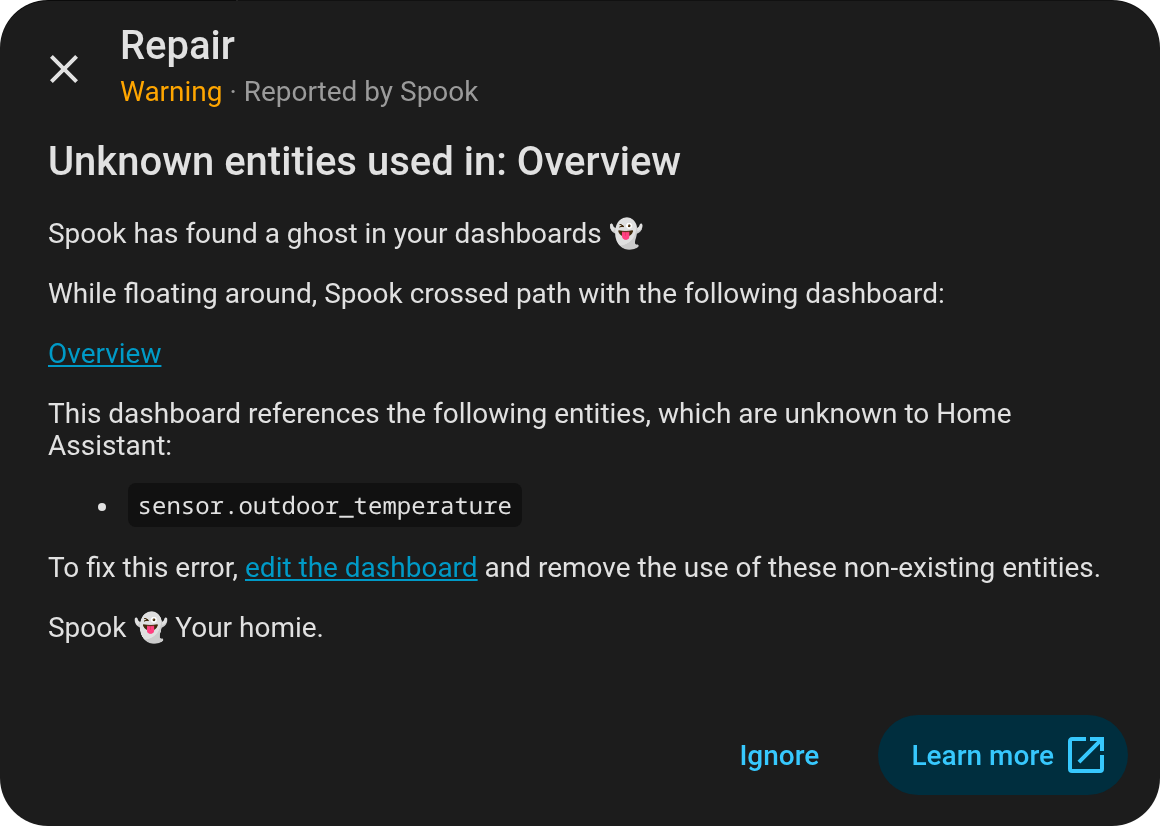 Repair
Warning · Reported by Spook
Unknown entities used in: Overview
Spook has found a ghost in your dashboards 👻
While floating around, Spook crossed path with the following dashboard:
Overview
This dashboard references the following entities, which are unknown to Home
Assistant:
• sensor.outdoor_temperature
To fix this error, edit the dashboard and remove the use of these non-existing entities.
Spook 👻 Your homie.
Ignore
Learn more